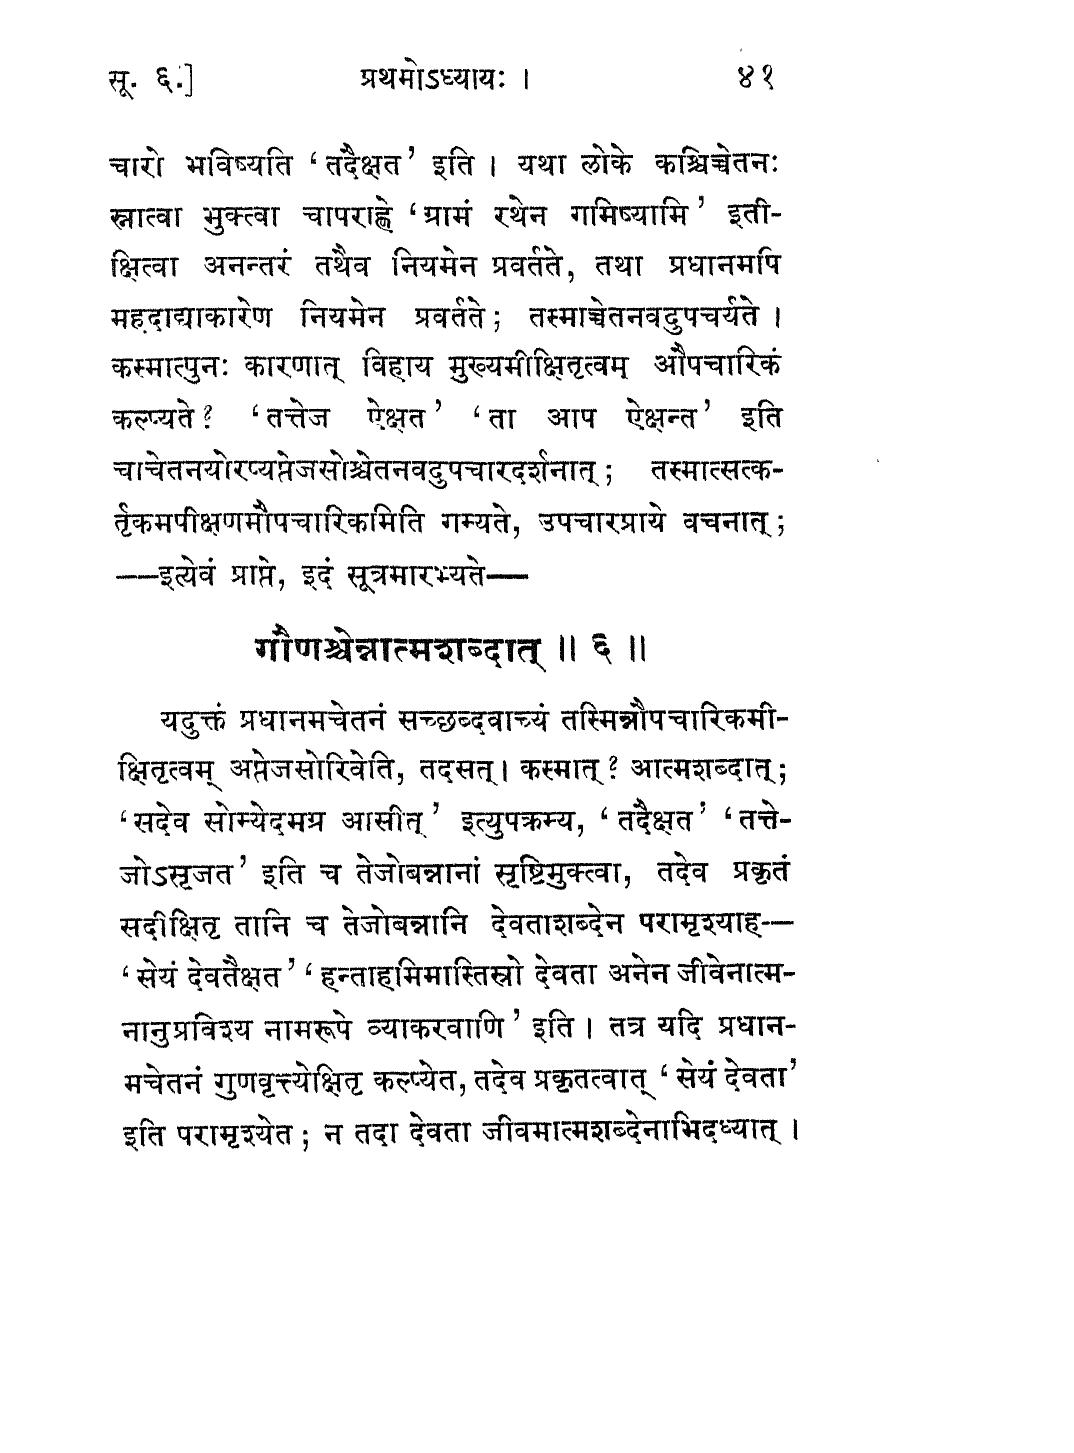 सू. ६.] प्रथमोऽध्यायः । ४१
चारो भविष्यति ‘ तदैक्षत ’ इति । यथा लोके कश्चिच्चेतनः
स्नात्वा भुक्त्वा चापराह्णे ‘ ग्रामं रथेन गमिष्यामि ’ इती-
क्षित्वा अनन्तरं तथैव नियमेन प्रवर्तते, तथा प्रधानमपि
महदाद्याकारेण नियमेन प्रवर्तते ; तस्माच्चेतनवदुपचर्यते ।
कस्मात्पुनः कारणात् विहाय मुख्यमीक्षितृत्वम् औपचारिकं
कल्प्यते ? ‘ तत्तेज ऐक्षत ’ ‘ ता आप ऐक्षन्त ’ इति
चाचेतनयोरप्यप्तेजसोश्चेतनवदुपचारदर्शनात् ; तस्मात्सत्क-
र्तृकमपीक्षणमौपचारिकमिति गम्यते, उपचारप्राये वचनात् ;
——इत्येवं प्राप्ते, इदं सूत्रमारभ्यते——
गौणश्चेन्नात्मशब्दात् ॥ ६ ॥
यदुक्तं प्रधानमचेतनं सच्छब्दवाच्यं तस्मिन्नौपचारिकमी-
क्षितृत्वम् अप्तेजसोरिवेति, तदसत् । कस्मात् ? आत्मशब्दात् ;
‘ सदेव सोम्येदमग्र आसीत् ’ इत्युपक्रम्य, ‘ तदैक्षत ’ ‘ तत्ते-
जोऽसृजत ’ इति च तेजोबन्नानां सृष्टिमुक्त्वा, तदेव प्रकृतं
सदीक्षितृ तानि च तेजोबन्नानि देवताशब्देन परामृश्याह——
‘ सेयं देवतैक्षत ’ ‘ हन्ताहमिमास्तिस्रो देवता अनेन जीवेनात्म-
नानुप्रविश्य नामरूपे व्याकरवाणि ’ इति । तत्र यदि प्रधान-
मचेतनं गुणवृत्त्येक्षितृ कल्प्येत, तदेव प्रकृतत्वात् ‘ सेयं देवता ’
इति परामृश्येत ; न तदा देवता जीवमात्मशब्देनाभिदध्यात् ।